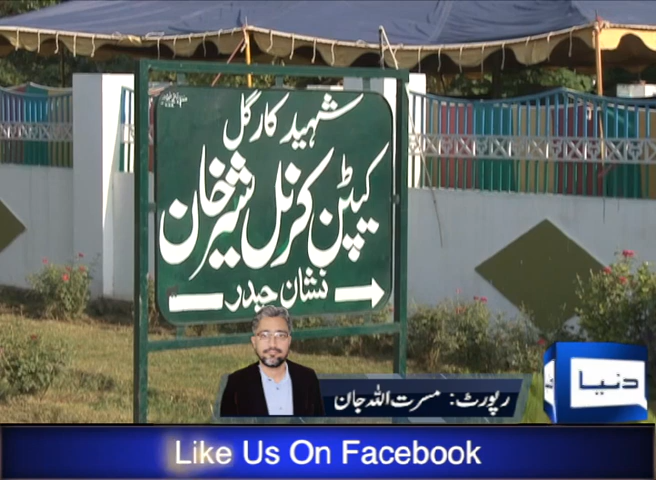 شہید کارگل
کیپٹن کرنل شیر خان
نشان حیدر
رپورٹ: مسرت اللہ جان
دنیا
Like Us On Facebook